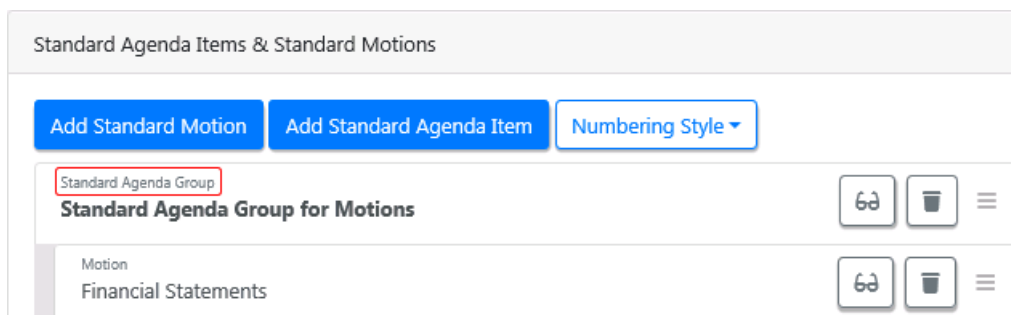 Standard Agenda Items & Standard Motions
Add Standard Motion
Add Standard Agenda Item
Numbering Style
Standard Agenda Group
Standard Agenda Group for Motions
Motion
Financial Statements